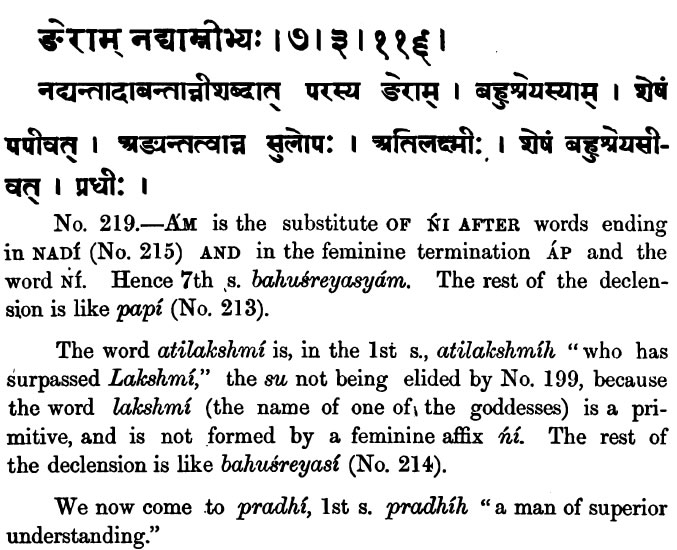 ङेराम् नद्याम्नीभ्यः । ७ । ३ । ११६ ।
नद्यन्तादाबन्तान्नीशब्दात् परस्य ङेराम् । बहुश्रेयस्याम् । शेषं
पपीवत् । अङ्यन्तत्वान्न सुलोपः । अतिलक्ष्मीः । शेषं बहुश्रेयसी-
वत् । प्रधीः ।
No. 219.—ÁM is the substitute OF ŃI AFTER words ending
in NADÍ (No. 215) AND in the feminine termination ÁP and the
word NÍ. Hence 7th s. bahuśreyasyám. The rest of the declen-
sion is like papí (No. 213).
The word atilakshmí is, in the 1st s., atilakshmíh “who has
surpassed Lakshmí,” the su not being elided by No. 199, because
the word lakshmí (the name of one of the goddesses) is a pri-
mitive, and is not formed by a feminine affix ńí. The rest of
the declension is like bahuśreyasí (No. 214).
We now come to pradhí, 1st s. pradhíh “a man of superior
understanding.”